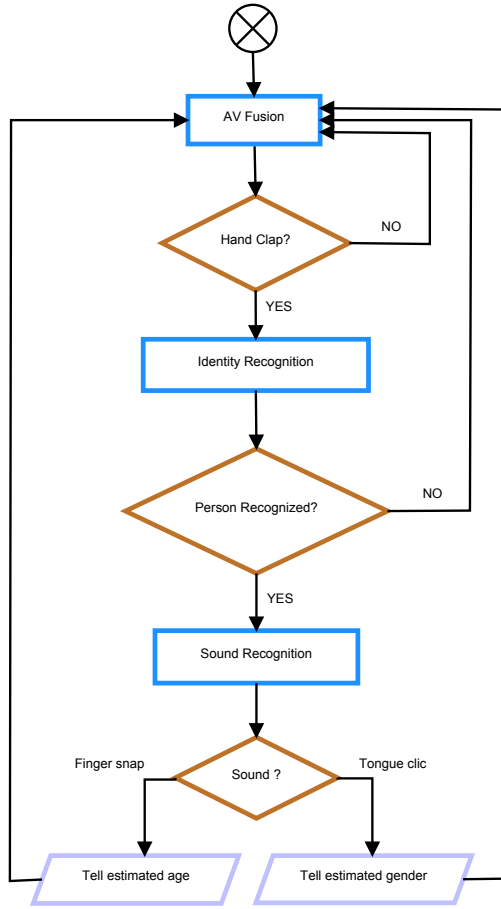 AV Fusion
Hand Clap?
NO
YES
Identity Recognition
Person Recognized?
NO
YES
Sound Recognition
Finger snap
Sound ?
Tongue clic
Tell estimated age
Tell estimated gender